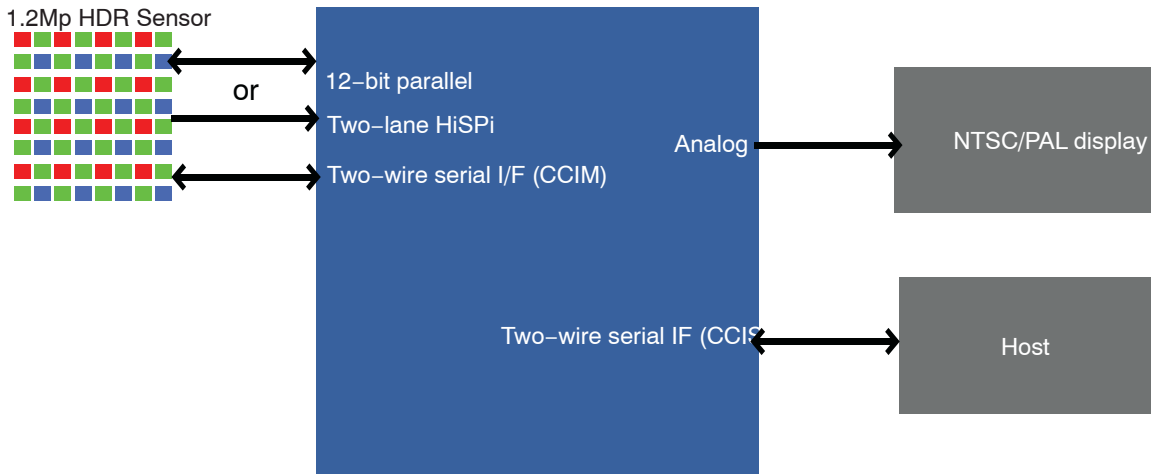 1.2Mp HDR Sensor
12−bit parallel
or
Two−lane HiSPi
Analog
NTSC/PAL display
Two−wire serial I/F (CCIM)
Two−wire serial IF (CCIS
Host